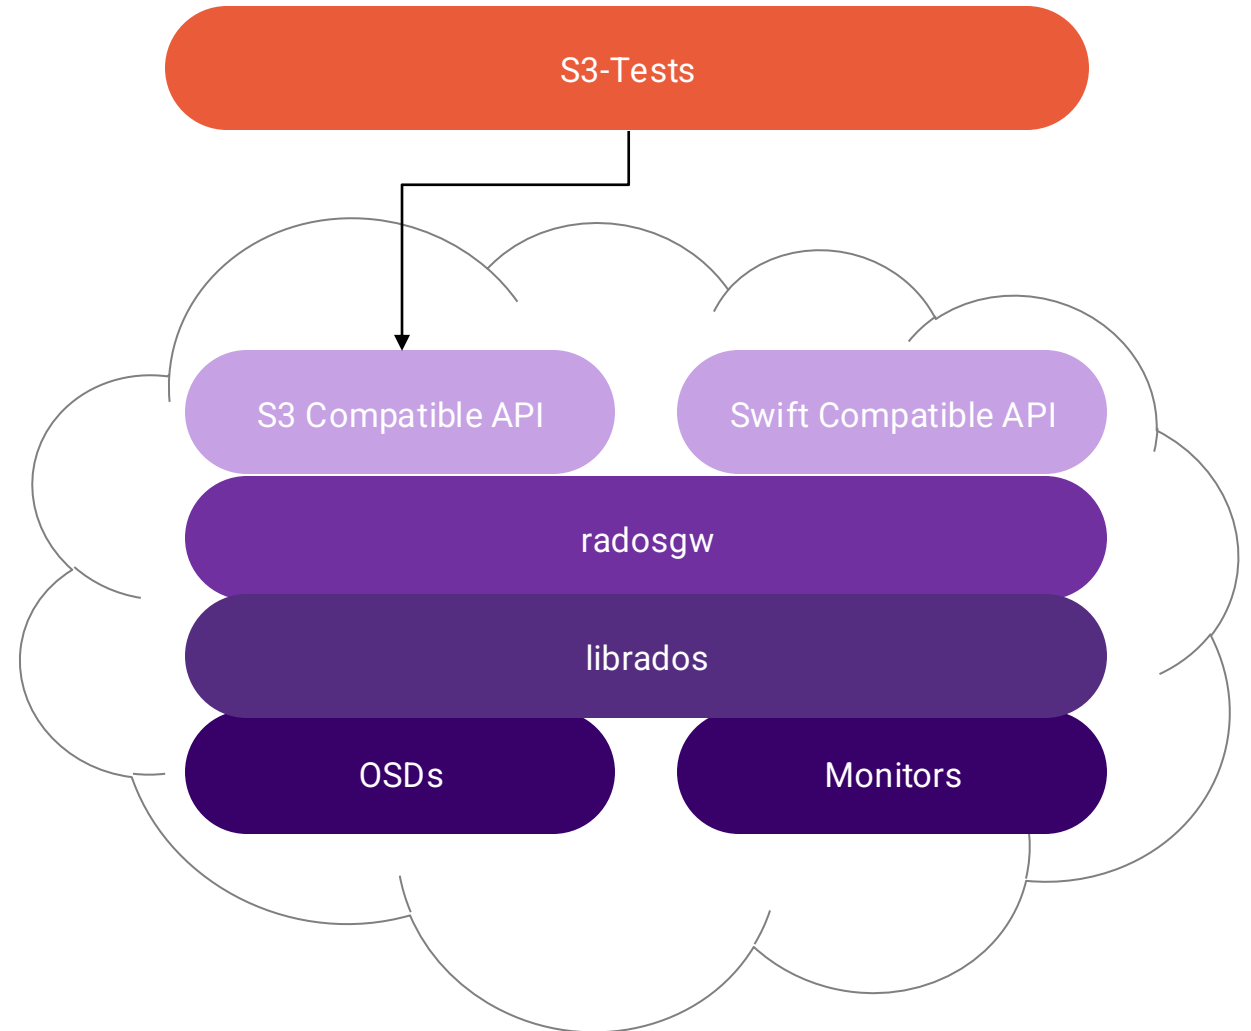 S3-Tests
S3 Compatible API
Swift Compatible API
radosgw
librados
OSDs
Monitors